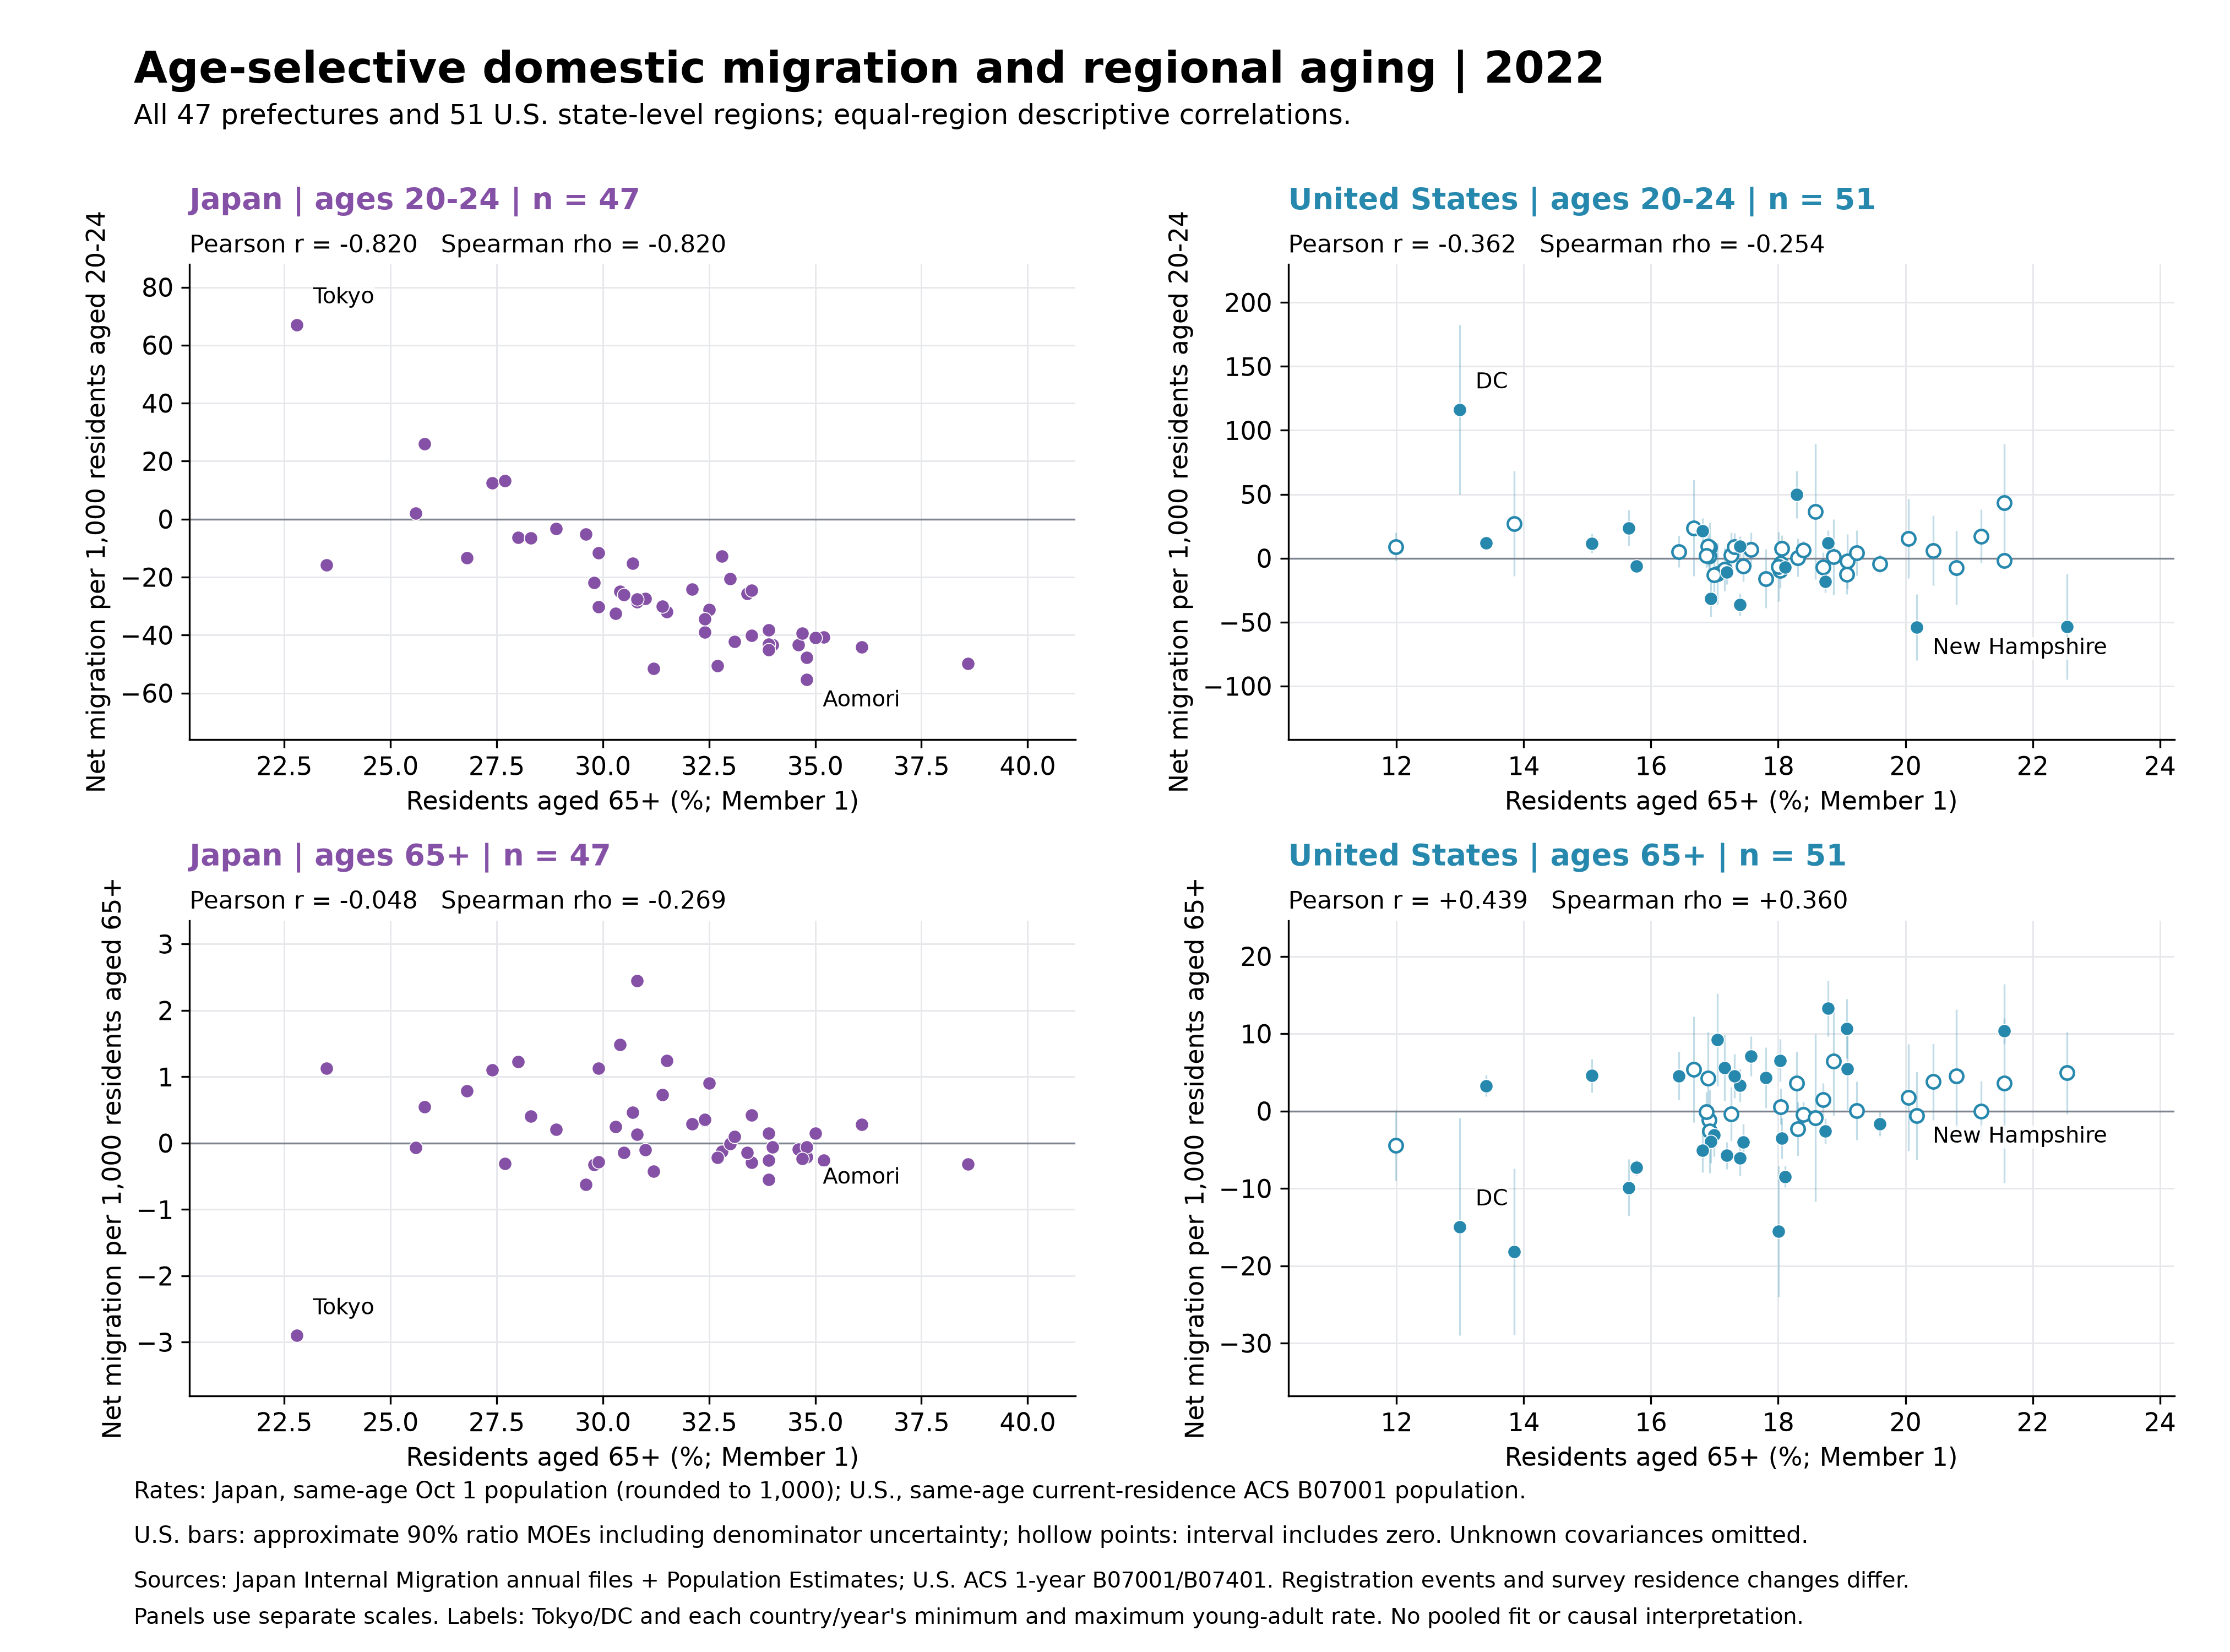 Age-selective domestic migration and regional aging | 2022
All 47 prefectures and 51 U.S. state-level regions; equal-region descriptive correlations.
Japan | ages 20-24 | n = 47
Pearson r = -0.820   Spearman rho = -0.820
Net migration per 1,000 residents aged 20-24
80
60
40
20
0
−20
−40
−60
Tokyo
Aomori
22.5 25.0 27.5 30.0 32.5 35.0 37.5 40.0
Residents aged 65+ (%; Member 1)
United States | ages 20-24 | n = 51
Pearson r = -0.362   Spearman rho = -0.254
Net migration per 1,000 residents aged 20-24
200
150
100
50
0
−50
−100
DC
New Hampshire
12 14 16 18 20 22 24
Residents aged 65+ (%; Member 1)
Japan | ages 65+ | n = 47
Pearson r = -0.048   Spearman rho = -0.269
Net migration per 1,000 residents aged 65+
3
2
1
0
−1
−2
−3
Aomori
Tokyo
22.5 25.0 27.5 30.0 32.5 35.0 37.5 40.0
Residents aged 65+ (%; Member 1)
United States | ages 65+ | n = 51
Pearson r = +0.439   Spearman rho = +0.360
Net migration per 1,000 residents aged 65+
20
10
0
−10
−20
−30
New Hampshire
DC
12 14 16 18 20 22 24
Residents aged 65+ (%; Member 1)
Rates: Japan, same-age Oct 1 population (rounded to 1,000); U.S., same-age current-residence ACS B07001 population.
U.S. bars: approximate 90% ratio MOEs including denominator uncertainty; hollow points: interval includes zero. Unknown covariances omitted.
Sources: Japan Internal Migration annual files + Population Estimates; U.S. ACS 1-year B07001/B07401. Registration events and survey residence changes differ.
Panels use separate scales. Labels: Tokyo/DC and each country/year's minimum and maximum young-adult rate. No pooled fit or causal interpretation.